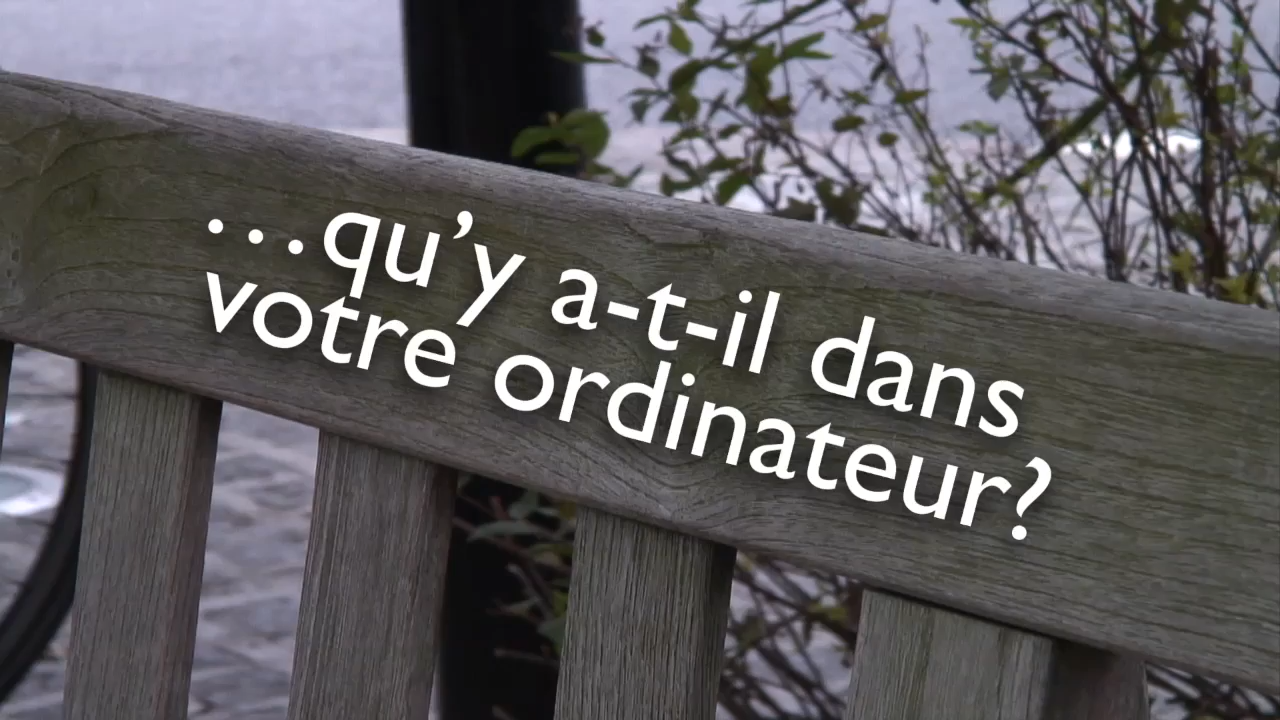 …qu’y a-t-il dans
votre ordinateur?